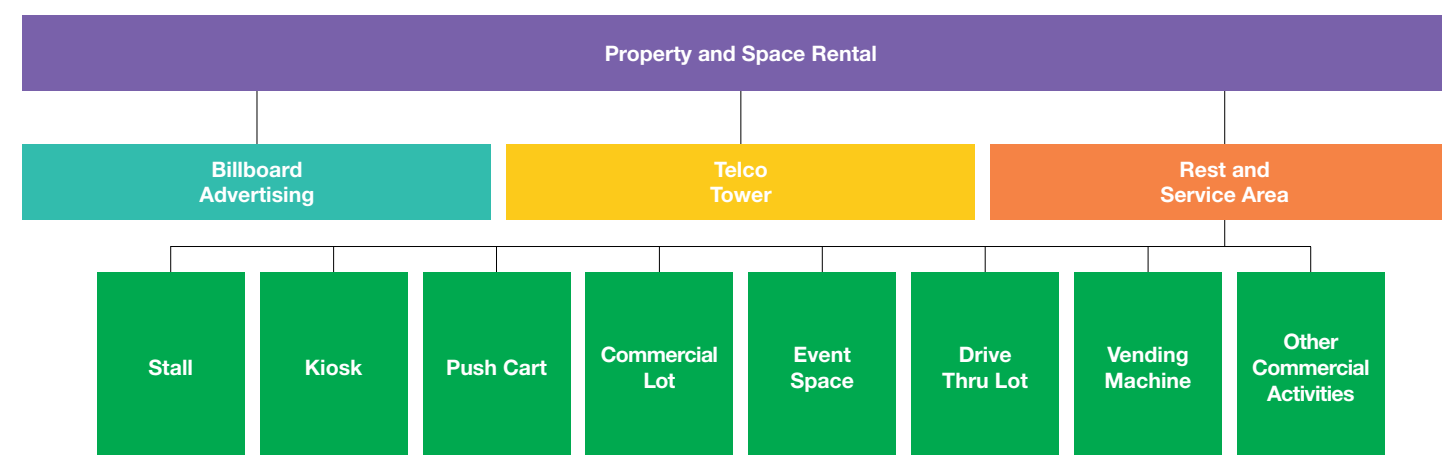 Property and Space Rental
Billboard
Advertising
Telco
Tower
Rest and
Service Area
Stall
Kiosk
Push Cart
Commercial
Lot
Event
Space
Drive
Thru Lot
Vending
Machine
Other
Commercial
Activities